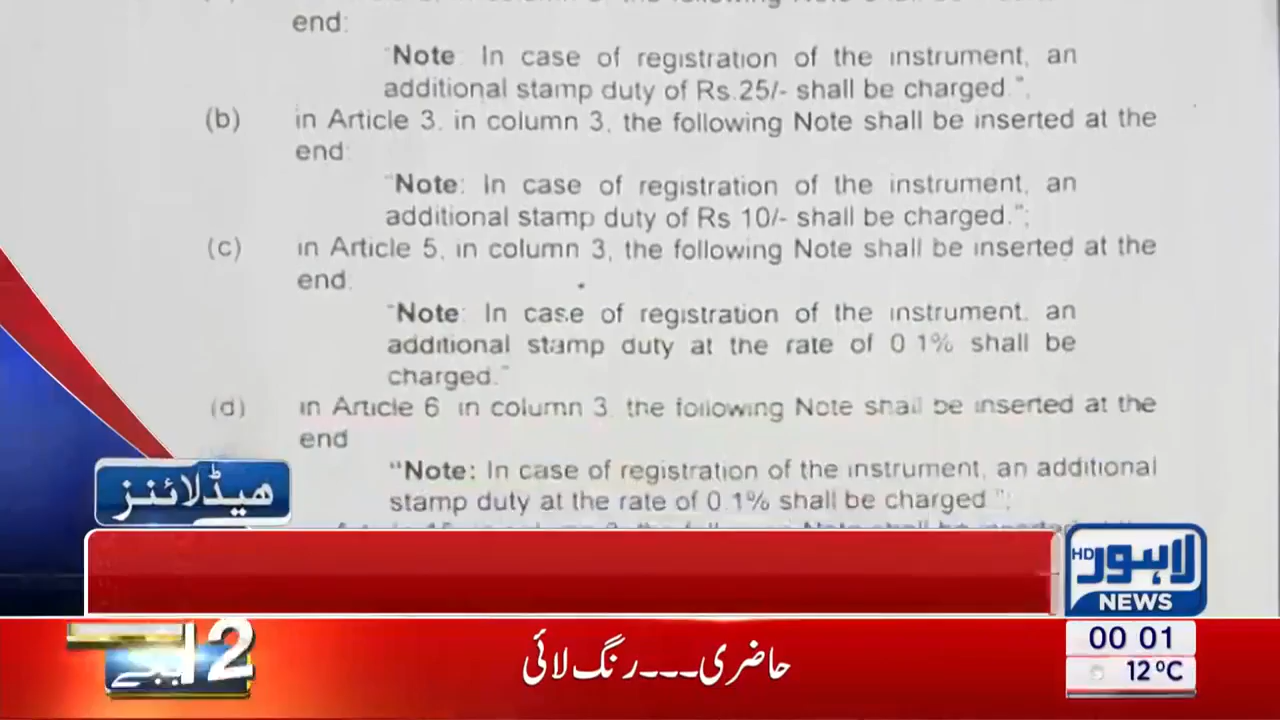 end:
"Note: In case of registration of the instrument, an
additional stamp duty of Rs.25/- shall be charged.";
(b) in Article 3, in column 3, the following Note shall be inserted at the
end:
"Note: In case of registration of the instrument, an
additional stamp duty of Rs 10/- shall be charged.";
(c) in Article 5, in column 3, the following Note shall be inserted at the
end:
"Note: In case of registration of the instrument, an
additional stamp duty at the rate of 0.1% shall be
charged."
(d) in Article 6 in column 3, the following Note shall be inserted at the
end
"Note: In case of registration of the instrument, an additional
stamp duty at the rate of 0.1% shall be charged.";
ہیڈلائنز
HD لاہور
NEWS
00 01
12°C
12 بجے
حاضری۔۔۔رنگ لائی